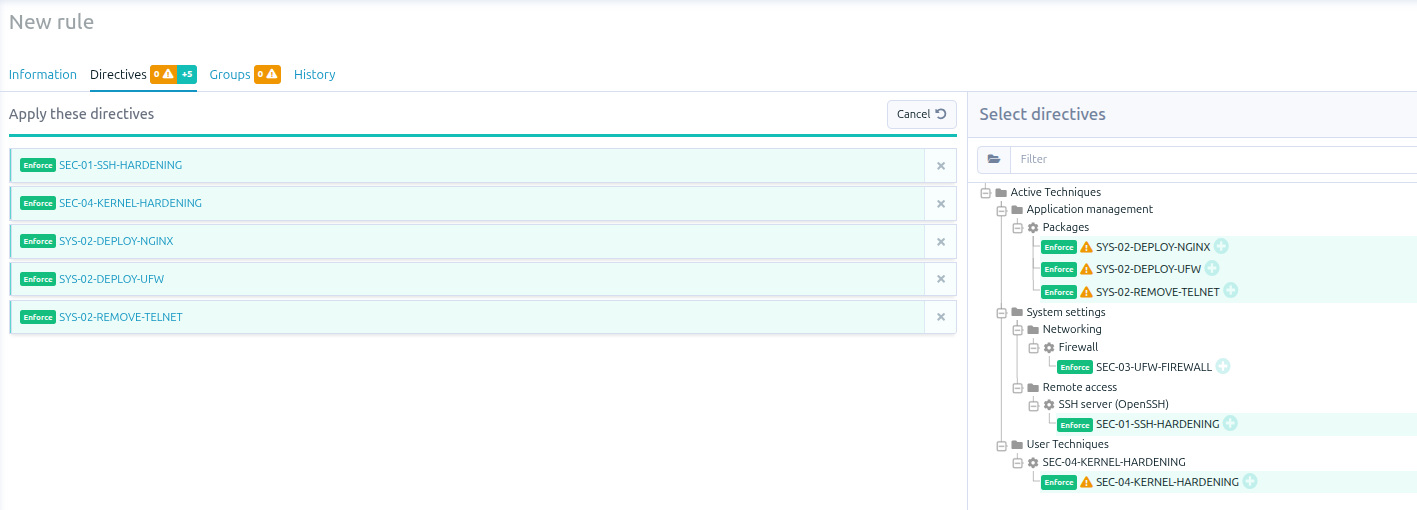 New rule
Information Directives 0 +5 Groups 0 History
Apply these directives Cancel
Enforce SEC-01-SSH-HARDENING
Enforce SEC-04-KERNEL-HARDENING
Enforce SYS-02-DEPLOY-NGINX
Enforce SYS-02-DEPLOY-UFW
Enforce SYS-02-REMOVE-TELNET
Select directives
Filter
Active Techniques
Application management
Packages
Enforce SYS-02-DEPLOY-NGINX
Enforce SYS-02-DEPLOY-UFW
Enforce SYS-02-REMOVE-TELNET
System settings
Networking
Firewall
Enforce SEC-03-UFW-FIREWALL
Remote access
SSH server (OpenSSH)
Enforce SEC-01-SSH-HARDENING
User Techniques
SEC-04-KERNEL-HARDENING
Enforce SEC-04-KERNEL-HARDENING